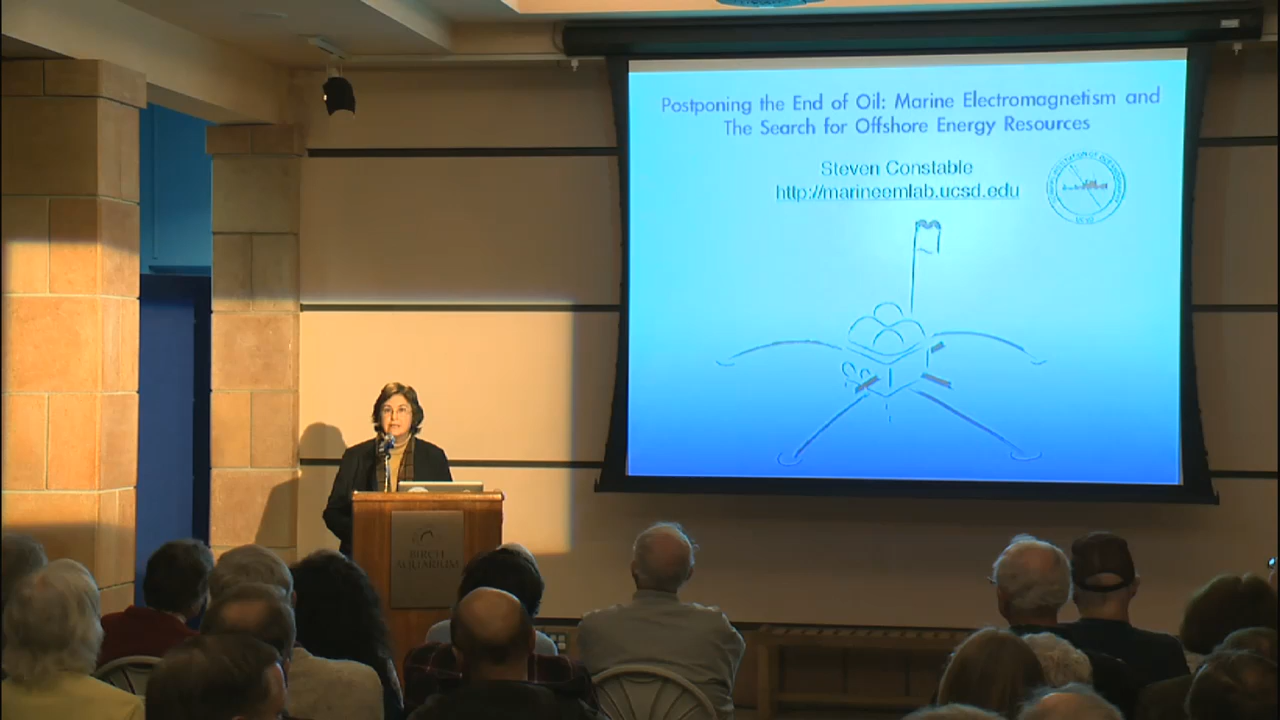 Postponing the End of Oil: Marine Electromagnetism and
The Search for Offshore Energy Resources
Steven Constable
http://marineemlab.ucsd.edu
BIRCH
AQUARIUM